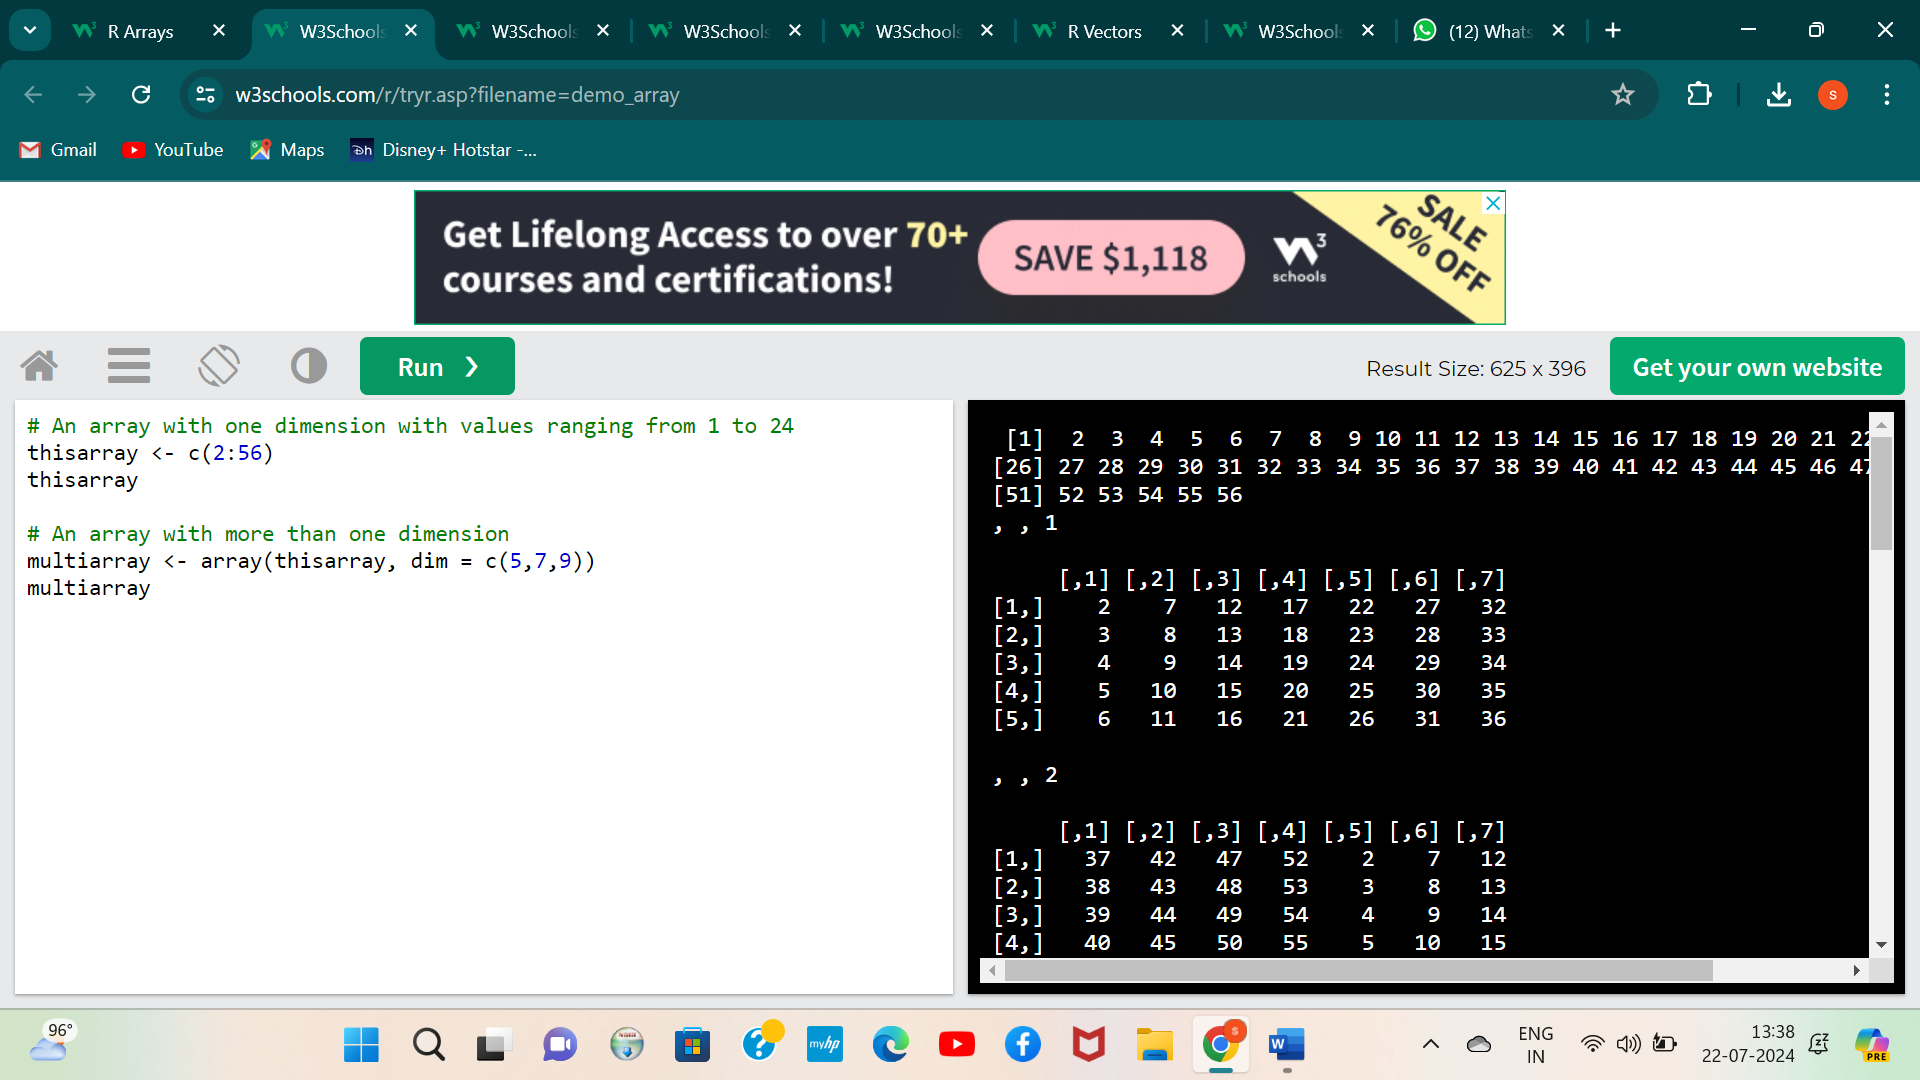 R Arrays
W3Schools
W3Schools
W3Schools
W3Schools
R Vectors
W3Schools
(12) Whats
w3schools.com/r/tryr.asp?filename=demo_array
S
Gmail
YouTube
Maps
Disney+ Hotstar -...
Get Lifelong Access to over 70+
courses and certifications!
SAVE $1,118
W3
schools
SALE
76% OFF
Run ❯
Result Size: 625 x 396
Get your own website
# An array with one dimension with values ranging from 1 to 24
thisarray <- c(2:56)
thisarray
# An array with more than one dimension
multiarray <- array(thisarray, dim = c(5,7,9))
multiarray
[1] 2 3 4 5 6 7 8 9 10 11 12 13 14 15 16 17 18 19 20 21 22
[26] 27 28 29 30 31 32 33 34 35 36 37 38 39 40 41 42 43 44 45 46 47
[51] 52 53 54 55 56
, , 1
[,1] [,2] [,3] [,4] [,5] [,6] [,7]
[1,] 2 7 12 17 22 27 32
[2,] 3 8 13 18 23 28 33
[3,] 4 9 14 19 24 29 34
[4,] 5 10 15 20 25 30 35
[5,] 6 11 16 21 26 31 36
, , 2
[,1] [,2] [,3] [,4] [,5] [,6] [,7]
[1,] 37 42 47 52 2 7 12
[2,] 38 43 48 53 3 8 13
[3,] 39 44 49 54 4 9 14
[4,] 40 45 50 55 5 10 15
96°
myhp
S
W
ENG
IN
13:38
22-07-2024
PRE